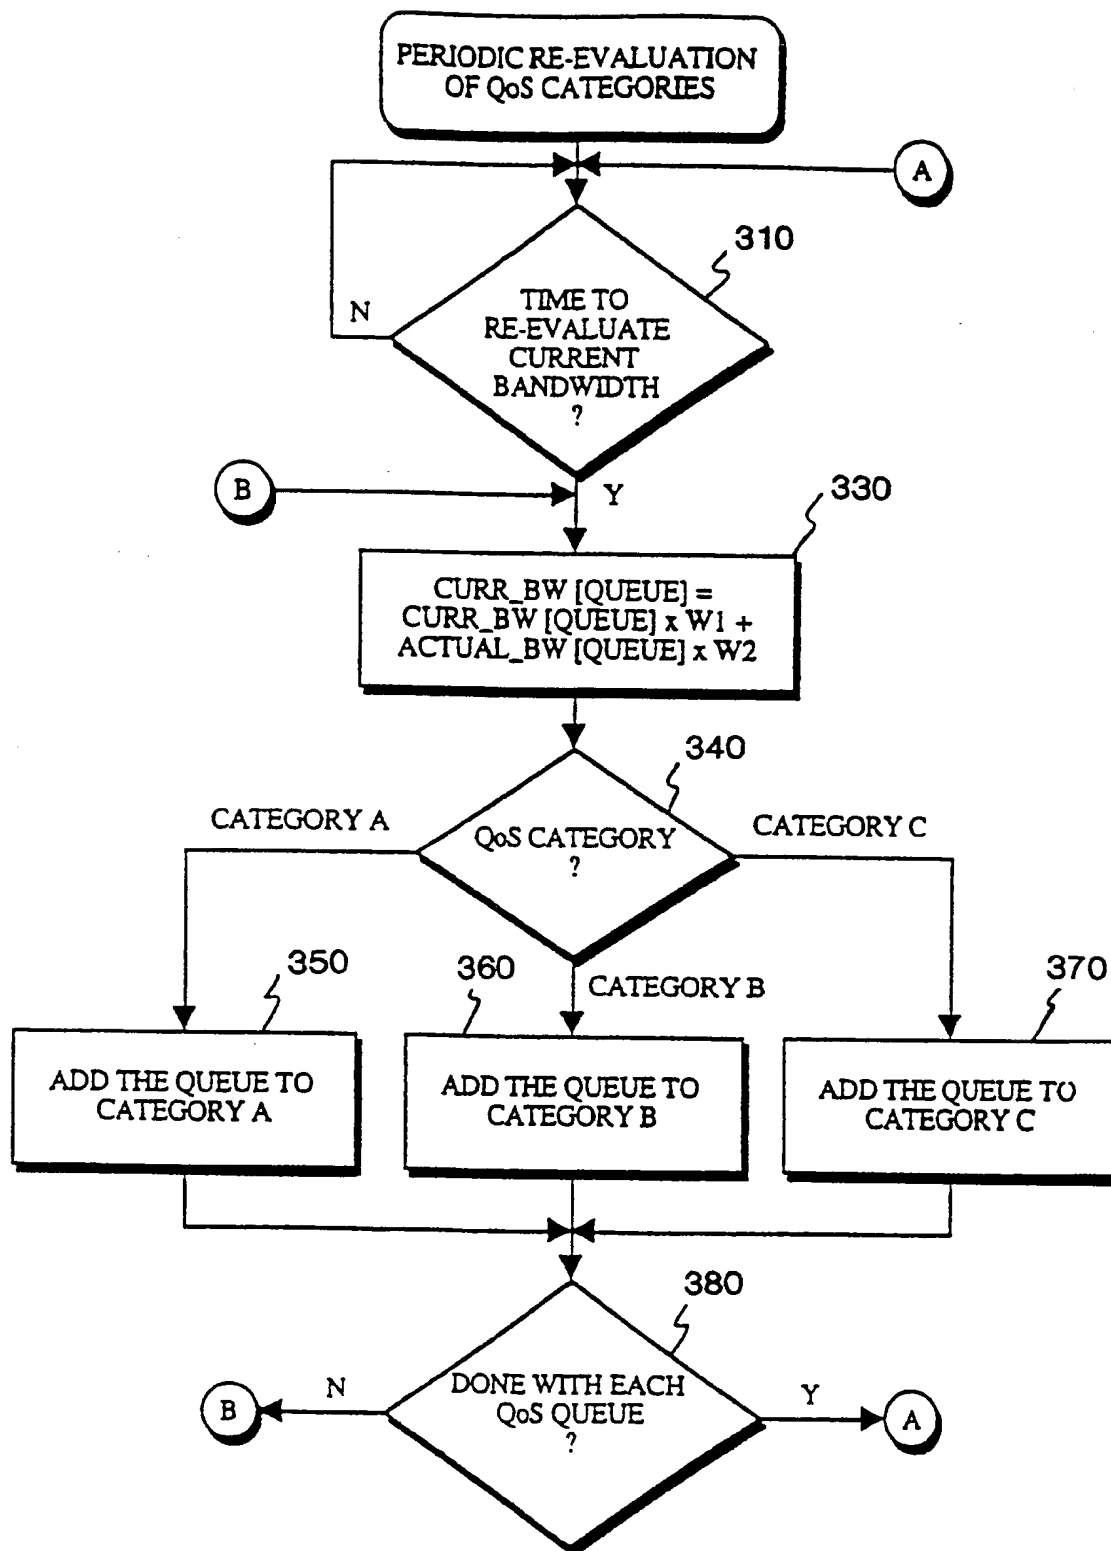 PERIODIC RE-EVALUATION
OF QoS CATEGORIES
A
310
TIME TO
RE-EVALUATE
CURRENT
BANDWIDTH
?
N
B
Y
330
CURR_BW [QUEUE] =
CURR_BW [QUEUE] x W1 +
ACTUAL_BW [QUEUE] x W2
340
CATEGORY A
QoS CATEGORY
?
CATEGORY C
350
360
CATEGORY B
370
ADD THE QUEUE TO
CATEGORY A
ADD THE QUEUE TO
CATEGORY B
ADD THE QUEUE TO
CATEGORY C
380
B
N
DONE WITH EACH
QoS QUEUE
?
Y
A